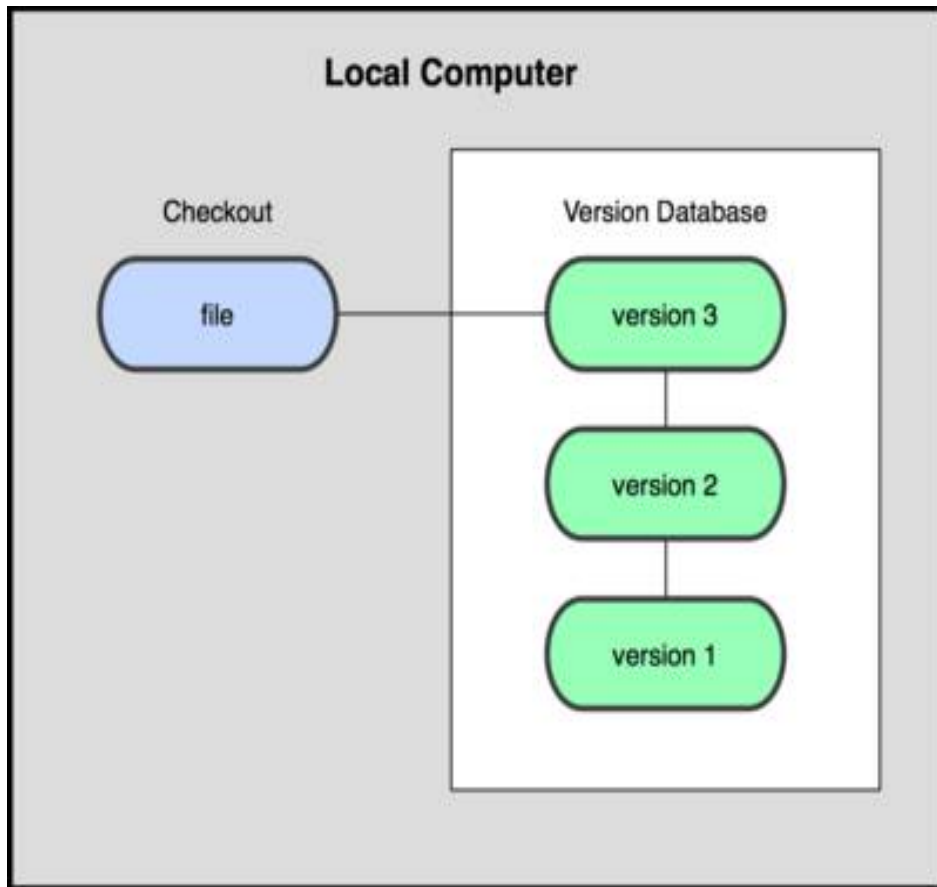 Local Computer
Checkout
Version Database
file
version 3
version 2
version 1